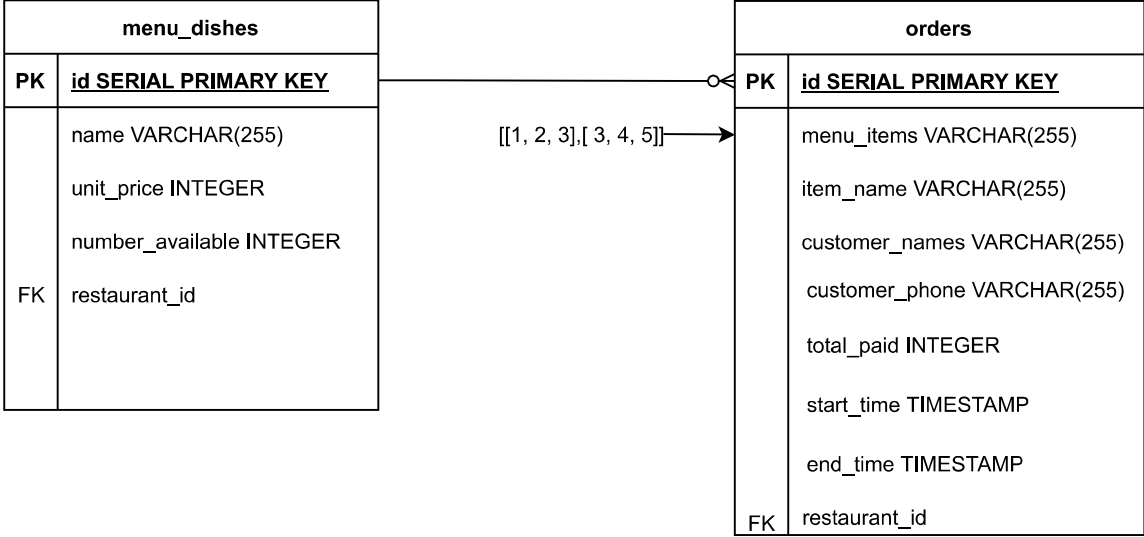 menu_dishes
PK id SERIAL PRIMARY KEY
name VARCHAR(255)
unit_price INTEGER
number_available INTEGER
FK restaurant_id
[[1, 2, 3],[ 3, 4, 5]]
orders
PK id SERIAL PRIMARY KEY
menu_items VARCHAR(255)
item_name VARCHAR(255)
customer_names VARCHAR(255)
customer_phone VARCHAR(255)
total_paid INTEGER
start_time TIMESTAMP
end_time TIMESTAMP
FK restaurant_id